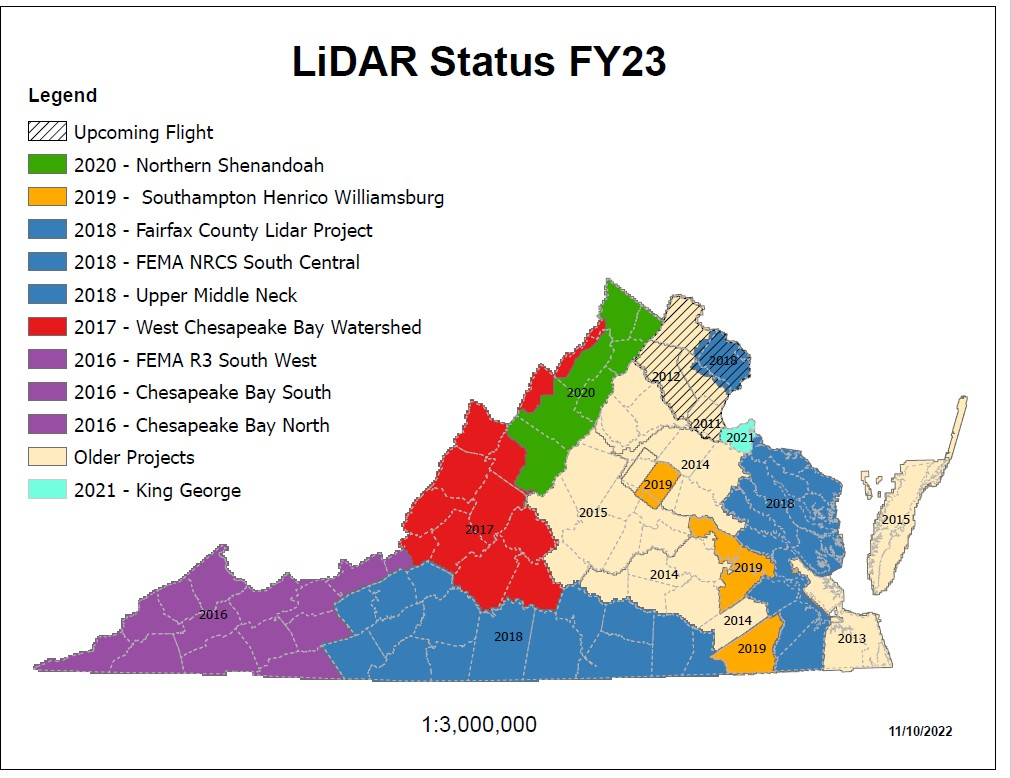 LiDAR Status FY23
Legend
Upcoming Flight
2020 - Northern Shenandoah
2019 -  Southampton Henrico Williamsburg
2018 - Fairfax County Lidar Project
2018 - FEMA NRCS South Central
2018 - Upper Middle Neck
2017 - West Chesapeake Bay Watershed
2016 - FEMA R3 South West
2016 - Chesapeake Bay South
2016 - Chesapeake Bay North
Older Projects
2021 - King George
2018
2012
2020
2011
2021
2014
2019
2018
2015
2015
2017
2019
2014
2016
2014
2018
2013
2019
1:3,000,000
11/10/2022